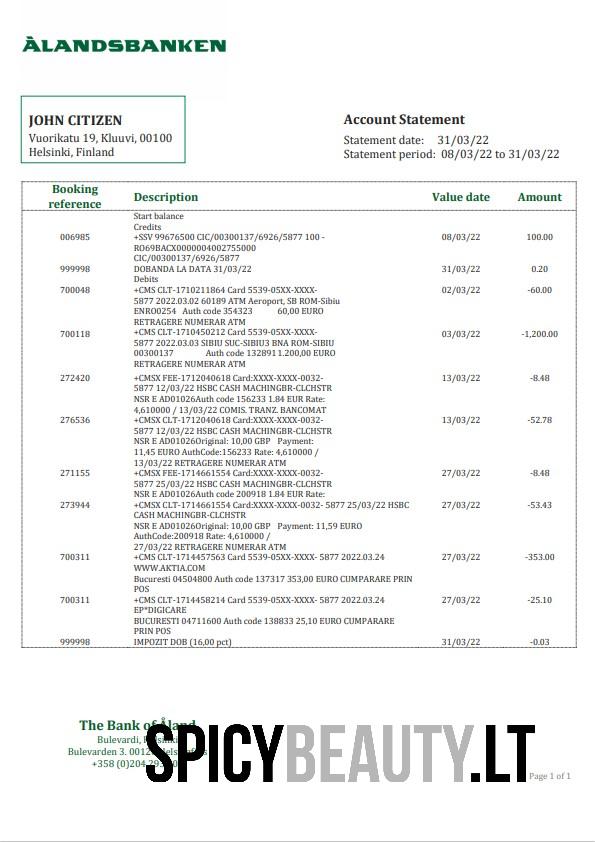 ÅLANDSBANKEN
JOHN CITIZEN
Vuorikatu 19, Kluuvi, 00100
Helsinki, Finland
Account Statement
Statement date: 31/03/22
Statement period: 08/03/22 to 31/03/22
Booking reference Description Value date Amount
Start balance
Credits
006985 +SSV 99676500 CIC/00300137/6926/5877 100 - 08/03/22 100.00
RO69BACX0000004002755000
CIC/00300137/6926/5877
999998 DOBANDA LA DATA 31/03/22 31/03/22 0.20
Debits
700048 +CMS CLT-1710211864 Card 5539-05XX-XXXX- 02/03/22 -60.00
5877 2022.03.02 60189 ATM Aeroport, SB ROM-Sibiu
ENRO0254 Auth code 354323 60,00 EURO
RETRAGERE NUMERAR ATM
700118 +CMS CLT-1710450212 Card 5539-05XX-XXXX- 03/03/22 -1,200.00
5877 2022.03.03 SIBIU SUC-SIBIU3 BNA ROM-SIBIU
00300137 Auth code 132891 1.200,00 EURO
RETRAGERE NUMERAR ATM
272420 +CMSX FEE-1712040618 Card:XXXX-XXXX-0032- 13/03/22 -8.48
5877 12/03/22 HSBC CASH MACHINGBR-CLCHSTR
NSR E AD01026Auth code 156233 1.84 EUR Rate:
4,610000 / 13/03/22 COMIS. TRANZ. BANCOMAT
276536 +CMSX CLT-1712040618 Card:XXXX-XXXX-0032- 13/03/22 -52.78
5877 12/03/22 HSBC CASH MACHINGBR-CLCHSTR
NSR E AD01026Original: 10,00 GBP Payment:
11,45 EURO AuthCode:156233 Rate: 4,610000 /
13/03/22 RETRAGERE NUMERAR ATM
271155 +CMSX FEE-1714661554 Card:XXXX-XXXX-0032- 27/03/22 -8.48
5877 25/03/22 HSBC CASH MACHINGBR-CLCHSTR
NSR E AD01026Auth code 200918 1.84 EUR Rate:
273944 +CMSX CLT-1714661554 Card:XXXX-XXXX-0032- 5877 25/03/22 HSBC 27/03/22 -53.43
CASH MACHINGBR-CLCHSTR
NSR E AD01026Original: 10,00 GBP Payment: 11,59 EURO
AuthCode:200918 Rate: 4,610000 /
27/03/22 RETRAGERE NUMERAR ATM
700311 +CMS CLT-1714457563 Card 5539-05XX-XXXX- 5877 2022.03.24 27/03/22 -353.00
WWW.AKTIA.COM
Bucuresti 04504800 Auth code 137317 353,00 EURO CUMPARARE PRIN
POS
700311 +CMS CLT-1714458214 Card 5539-05XX-XXXX- 5877 2022.03.24 27/03/22 -25.10
EP*DIGICARE
BUCURESTI 04711600 Auth code 138833 25,10 EURO CUMPARARE
PRIN POS
999998 IMPOZIT DOB (16,00 pct) 31/03/22 -0.03
The Bank of Åland
Bulevardi,
Bulevarden 3.
+358 (0)204
SPICYBEAUTY.LT
Page 1 of 1